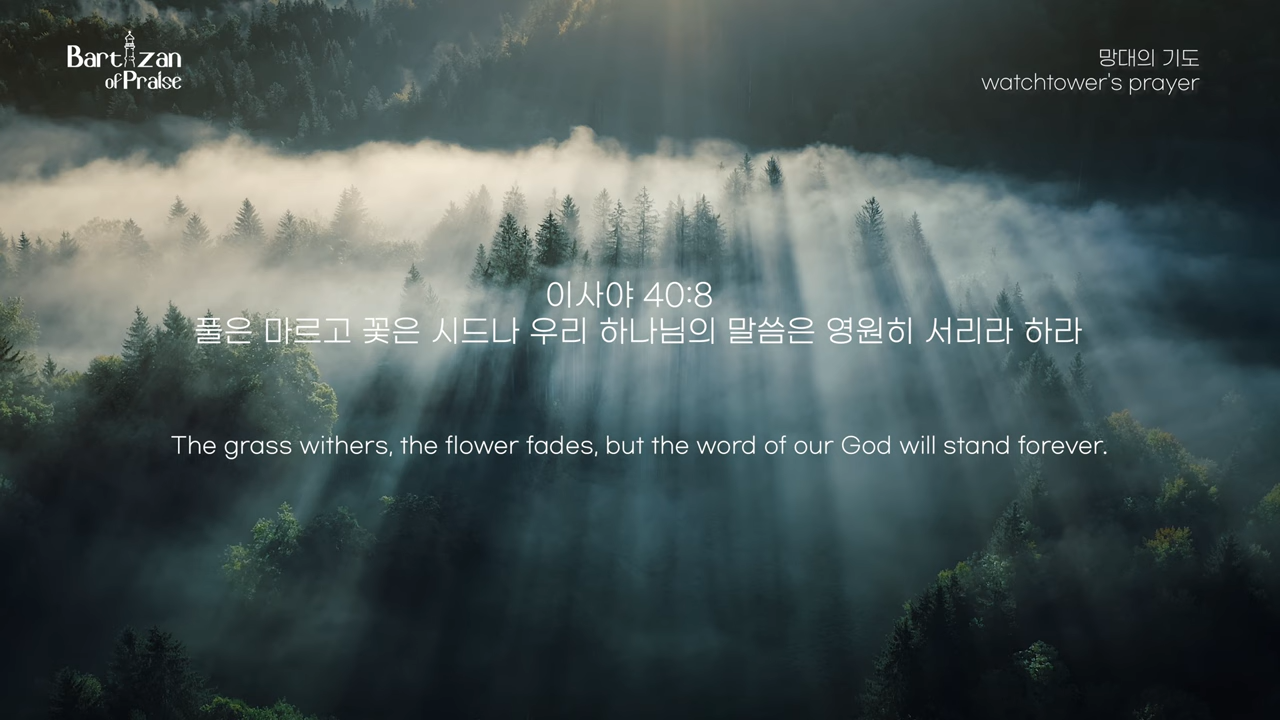 Bartizan
of Praise
망대의 기도
watchtower's prayer
이사야 40:8
풀은 마르고 꽃은 시드나 우리 하나님의 말씀은 영원히 서리라 하라
The grass withers, the flower fades, but the word of our God will stand forever.